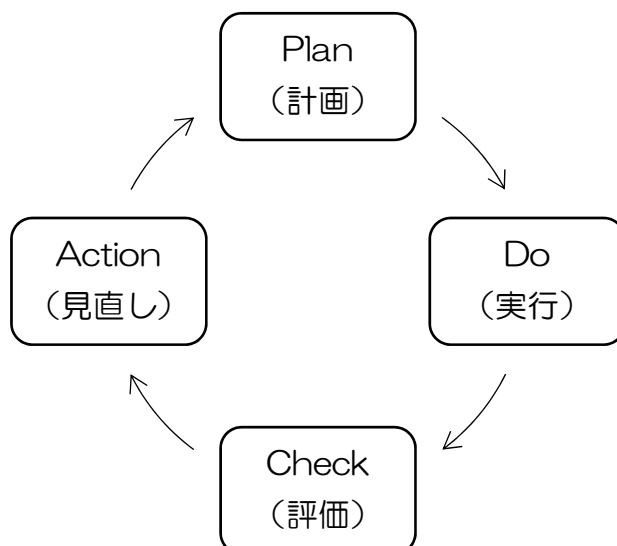 Plan
（計画）
Do
（実行）
Check
（評価）
Action
（見直し）